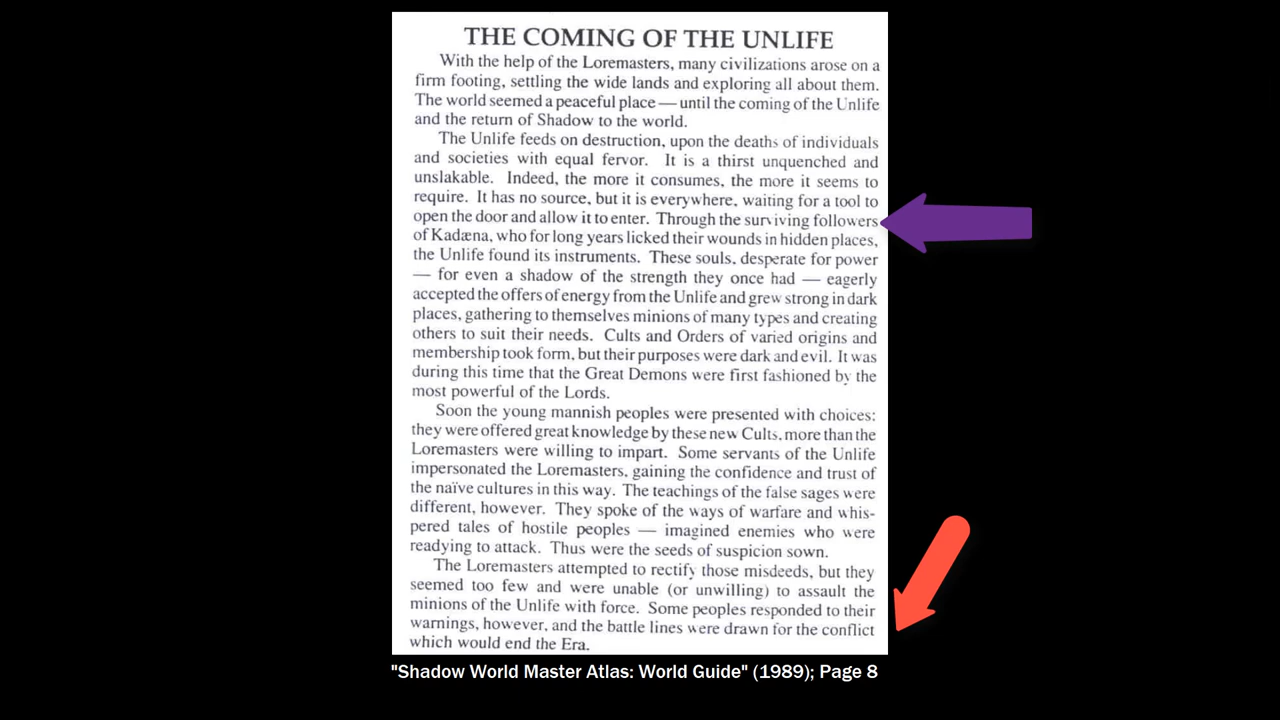 THE COMING OF THE UNLIFE
With the help of the Loremasters, many civilizations arose on a
firm footing, settling the wide lands and exploring all about them.
The world seemed a peaceful place — until the coming of the Unlife
and the return of Shadow to the world.
The Unlife feeds on destruction, upon the deaths of individuals
and societies with equal fervor. It is a thirst unquenched and
unslakable. Indeed, the more it consumes, the more it seems to
require. It has no source, but it is everywhere, waiting for a tool to
open the door and allow it to enter. Through the surviving followers
of Kadæna, who for long years licked their wounds in hidden places,
the Unlife found its instruments. These souls, desperate for power
— for even a shadow of the strength they once had — eagerly
accepted the offers of energy from the Unlife and grew strong in dark
places, gathering to themselves minions of many types and creating
others to suit their needs. Cults and Orders of varied origins and
membership took form, but their purposes were dark and evil. It was
during this time that the Great Demons were first fashioned by the
most powerful of the Lords.
Soon the young mannish peoples were presented with choices:
they were offered great knowledge by these new Cults, more than the
Loremasters were willing to impart. Some servants of the Unlife
impersonated the Loremasters, gaining the confidence and trust of
the naïve cultures in this way. The teachings of the false sages were
different, however. They spoke of the ways of warfare and whis-
pered tales of hostile peoples — imagined enemies who were
readying to attack. Thus were the seeds of suspicion sown.
The Loremasters attempted to rectify those misdeeds, but they
seemed too few and were unable (or unwilling) to assault the
minions of the Unlife with force. Some peoples responded to their
warnings, however, and the battle lines were drawn for the conflict
which would end the Era.
"Shadow World Master Atlas: World Guide" (1989); Page 8